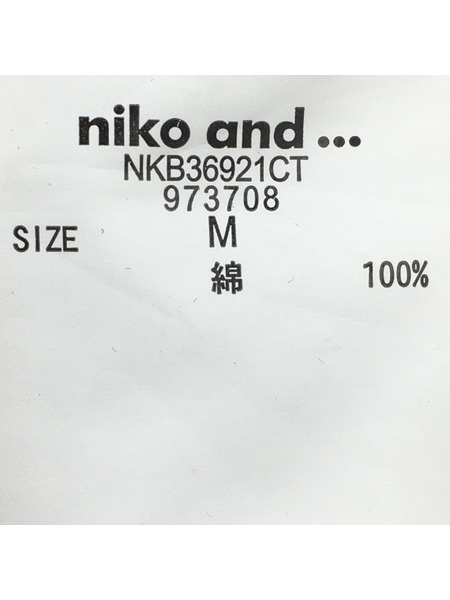 niko and ...
NKB36921CT
973708
SIZE M
綿 100%